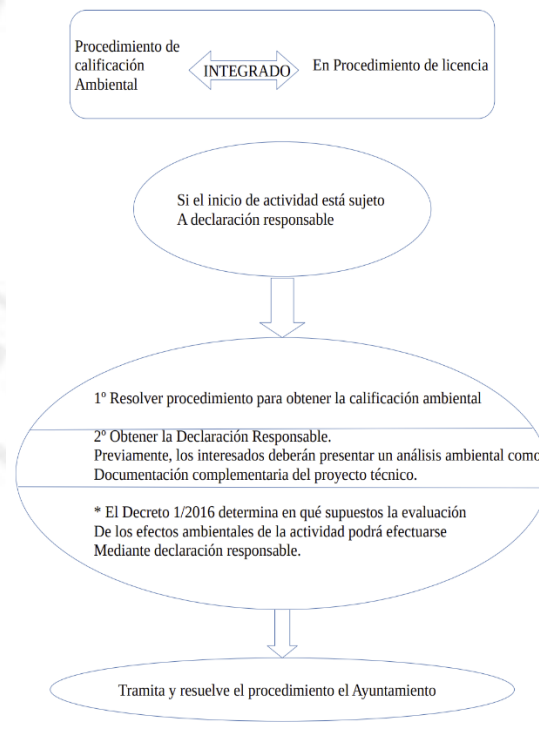 Procedimiento de
calificación
Ambiental
INTEGRADO
En Procedimiento de licencia
Si el inicio de actividad está sujeto
A declaración responsable
1º Resolver procedimiento para obtener la calificación ambiental
2º Obtener la Declaración Responsable.
Previamente, los interesados deberán presentar un análisis ambiental como
Documentación complementaria del proyecto técnico.
* El Decreto 1/2016 determina en qué supuestos la evaluación
De los efectos ambientales de la actividad podrá efectuarse
Mediante declaración responsable.
Tramita y resuelve el procedimiento el Ayuntamiento